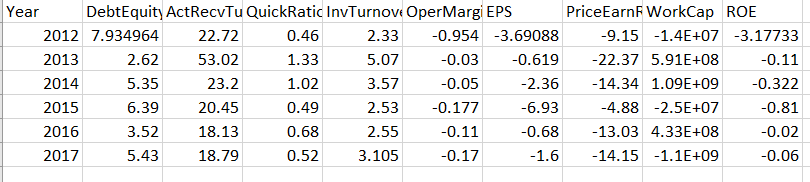 Year DebtEquity ActRecvTu QuickRatio InvTurnove OperMargi EPS PriceEarnR WorkCap ROE
2012 7.934964 22.72 0.46 2.33 -0.954 -3.69088 -9.15 -1.4E+07 -3.17733
2013 2.62 53.02 1.33 5.07 -0.03 -0.619 -22.37 5.91E+08 -0.11
2014 5.35 23.2 1.02 3.57 -0.05 -2.36 -14.34 1.09E+09 -0.322
2015 6.39 20.45 0.49 2.53 -0.177 -6.93 -4.88 -2.5E+07 -0.81
2016 3.52 18.13 0.68 2.55 -0.11 -0.68 -13.03 4.33E+08 -0.02
2017 5.43 18.79 0.52 3.105 -0.17 -1.6 -14.15 -1.1E+09 -0.06